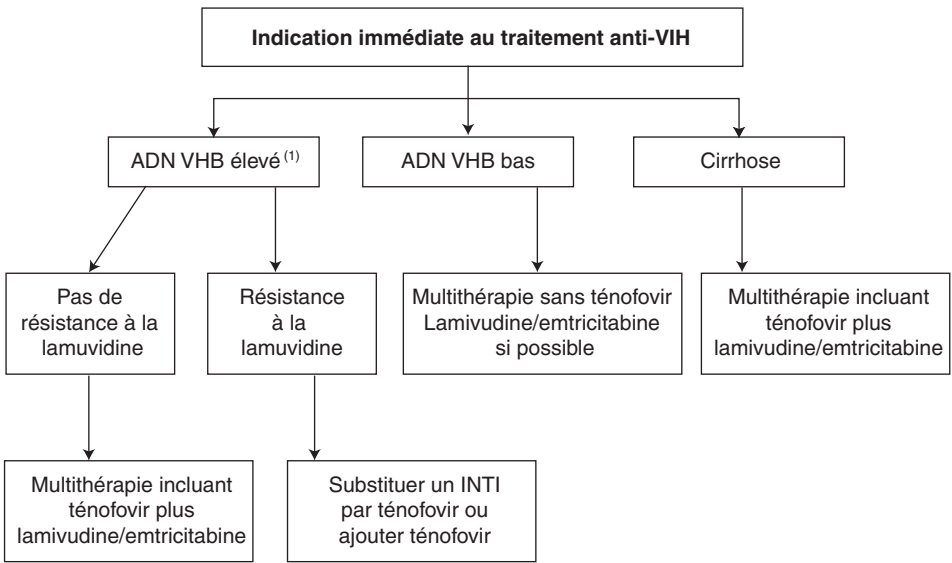 Indication immédiate au traitement anti-VIH
ADN VHB élevé (1)
ADN VHB bas
Cirrhose
Pas de
résistance à la
lamuvidine
Résistance
à la
lamuvidine
Multithérapie sans ténofovir
Lamivudine/emtricitabine
si possible
Multithérapie incluant
ténofovir plus
lamivudine/emtricitabine
Multithérapie incluant
ténofovir plus
lamivudine/emtricitabine
Substituer un INTI
par ténofovir ou
ajouter ténofovir